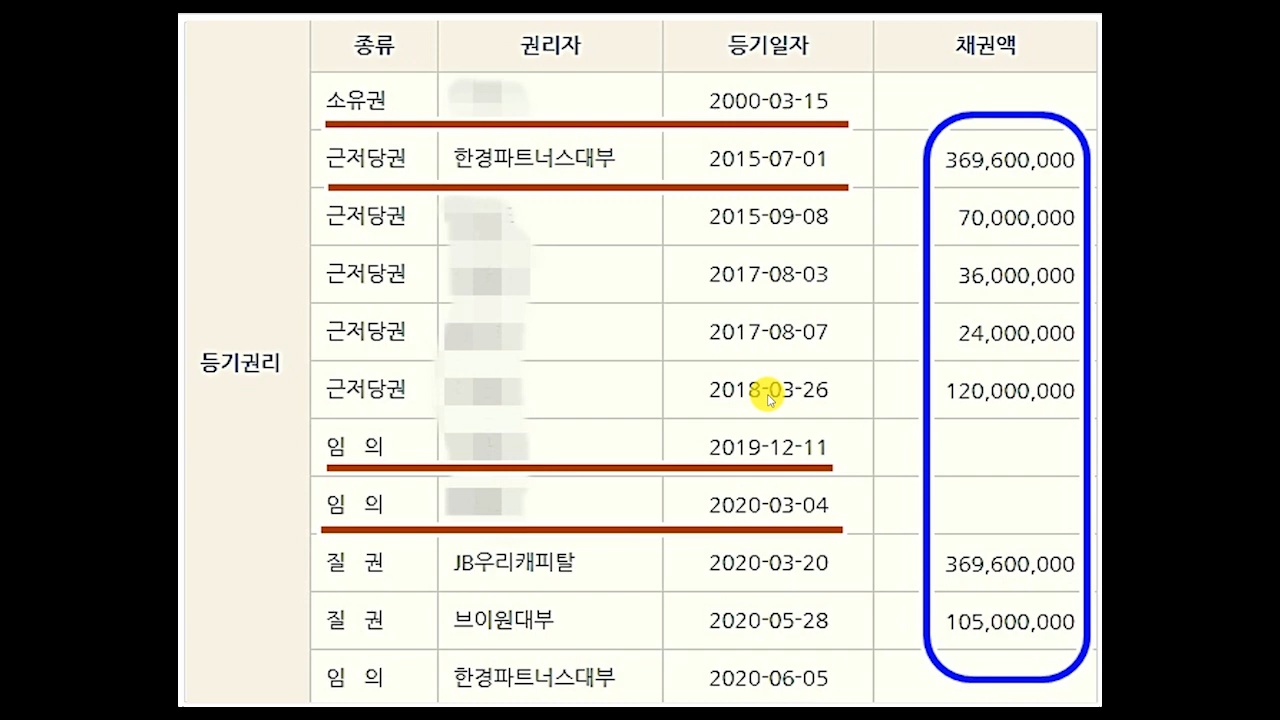 종류 권리자 등기일자 채권액
소유권 2000-03-15
근저당권 한경파트너스대부 2015-07-01 369,600,000
근저당권 2015-09-08 70,000,000
근저당권 2017-08-03 36,000,000
근저당권 2017-08-07 24,000,000
등기권리
근저당권 2018-03-26 120,000,000
임 의 2019-12-11
임 의 2020-03-04
질 권 JB우리캐피탈 2020-03-20 369,600,000
질 권 브이원대부 2020-05-28 105,000,000
임 의 한경파트너스대부 2020-06-05